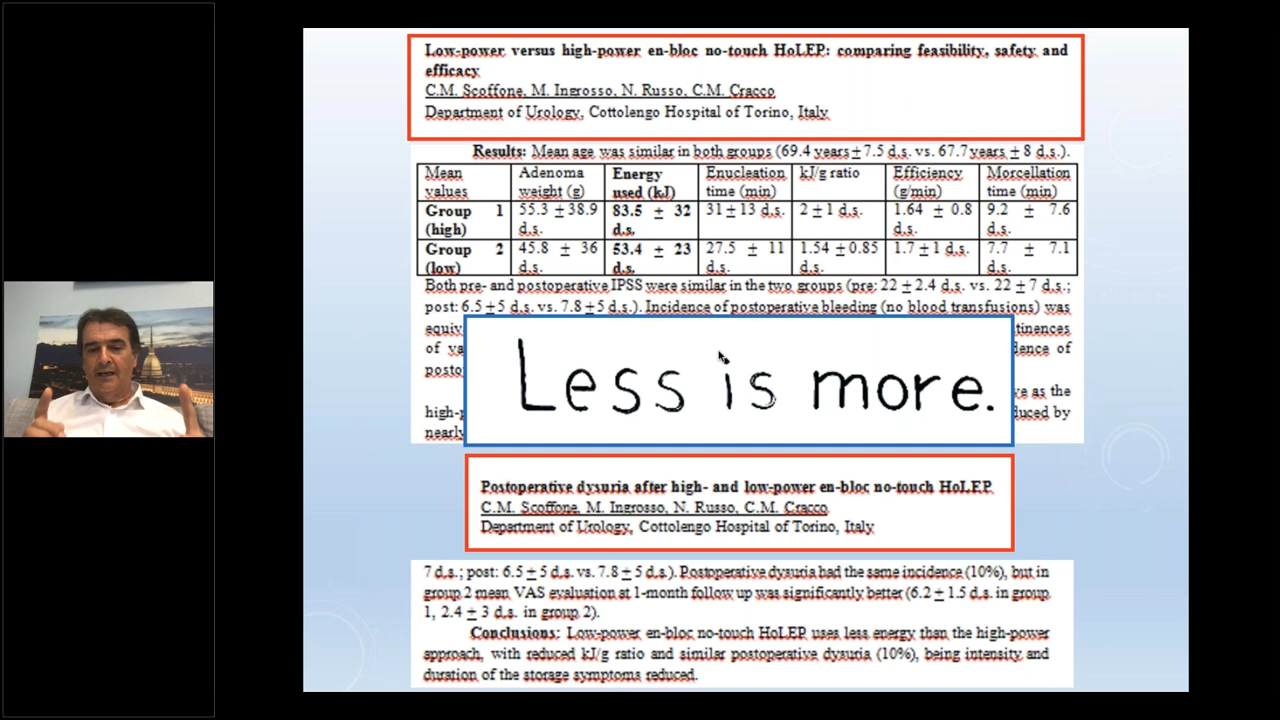 Low-power versus high-power en-bloc no-touch HoLEP: comparing feasibility, safety and
efficacy
C.M. Scoffone, M. Ingrosso, N. Russo, C.M. Cracco
Department of Urology, Cottolengo Hospital of Torino, Italy
Results: Mean age was similar in both groups (69.4 years ± 7.5 d.s. vs. 67.7 years ± 8 d.s.).
Mean values Adenoma weight (g) Energy used (kJ) Enucleation time (min) kJ/g ratio Efficiency (g/min) Morcellation time (min)
Group 1 (high) 55.3 ± 38.9 d.s. 83.5 ± 32 d.s. 31 ± 13 d.s. 2 ± 1 d.s. 1.64 ± 0.8 d.s. 9.2 ± 7.6 d.s.
Group 2 (low) 45.8 ± 36 d.s. 53.4 ± 23 d.s. 27.5 ± 11 d.s. 1.54 ± 0.85 d.s. 1.7 ± 1 d.s. 7.7 ± 7.1 d.s.
Both pre- and postoperative IPSS were similar in the two groups (pre: 22 ± 2.4 d.s. vs. 22 ± 7 d.s.;
post: 6.5 ± 5 d.s. vs. 7.8 ± 5 d.s.). Incidence of postoperative bleeding (no blood transfusions) was
of
as the
by
nearly
Less is more.
Postoperative dysuria after high- and low-power en-bloc no-touch HoLEP
C.M. Scoffone, M. Ingrosso, N. Russo, C.M. Cracco
Department of Urology, Cottolengo Hospital of Torino, Italy
7 d.s.; post: 6.5 ± 5 d.s. vs. 7.8 ± 5 d.s.). Postoperative dysuria had the same incidence (10%), but in
group 2 mean VAS evaluation at 1-month follow up was significantly better (6.2 ± 1.5 d.s. in group
1, 2.4 ± 3 d.s. in group 2).
Conclusions: Low-power en-bloc no-touch HoLEP uses less energy than the high-power
approach, with reduced kJ/g ratio and similar postoperative dysuria (10%), being intensity and
duration of the storage symptoms reduced.